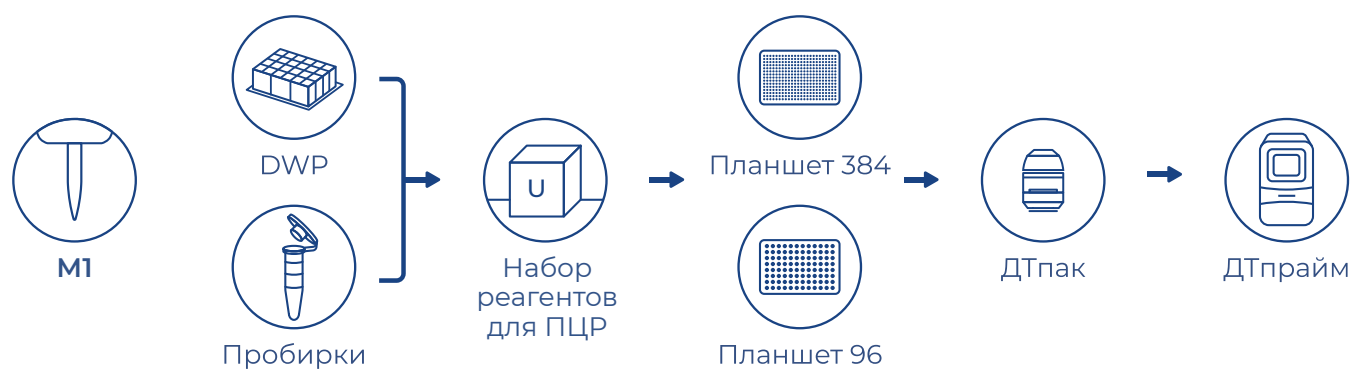 M1
DWP
Пробирки
U
Набор
реагентов
для ПЦР
Планшет 384
Планшет 96
ДТпак
ДТпрайм